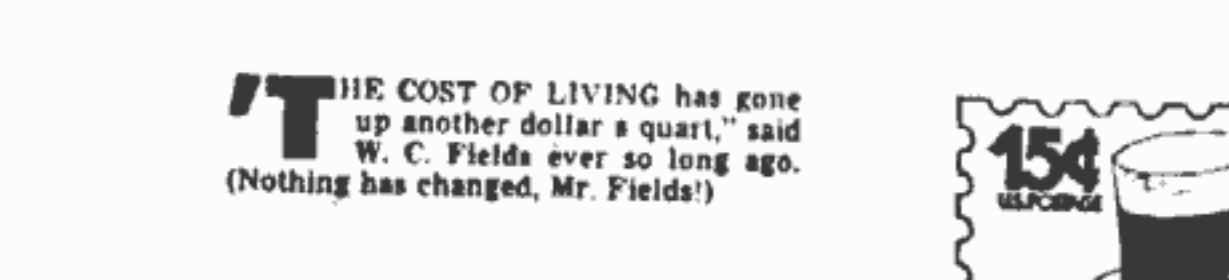 'THE COST OF LIVING has gone
up another dollar a quart," said
W. C. Fields ever so long ago.
(Nothing has changed, Mr. Fields!)
15¢
U.S. POSTAGE